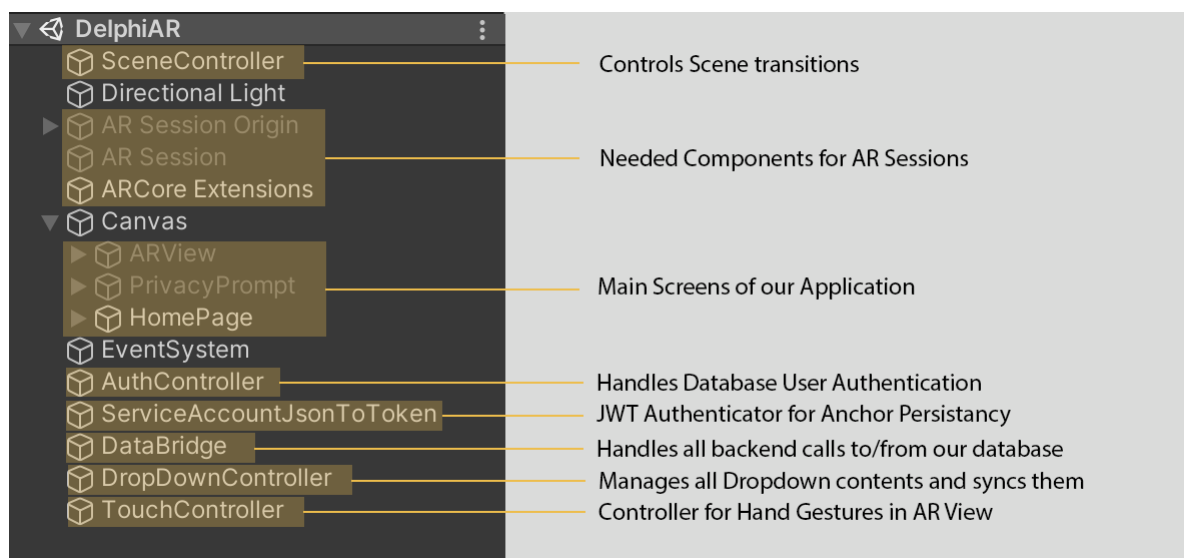 DelphiAR
SceneController
Controls Scene transitions
Directional Light
AR Session Origin
AR Session
Needed Components for AR Sessions
ARCore Extensions
Canvas
ARView
PrivacyPrompt
Main Screens of our Application
HomePage
EventSystem
AuthController
Handles Database User Authentication
ServiceAccountJsonToToken
JWT Authenticator for Anchor Persistancy
DataBridge
Handles all backend calls to/from our database
DropDownController
Manages all Dropdown contents and syncs them
TouchController
Controller for Hand Gestures in AR View